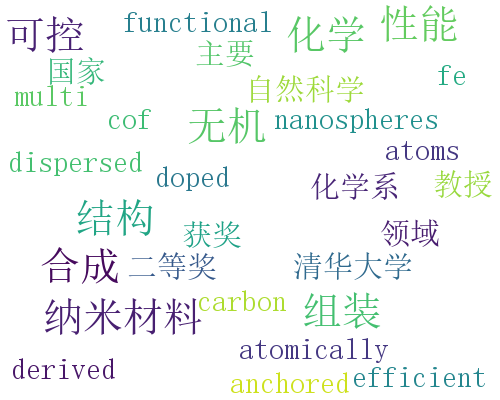 可控 functional 化学 性能
国家 主要
multi 自然科学 fe
cof 无机 nanospheres
dispersed doped atoms
化学系 教授
结构 获奖 领域
合成 二等奖 清华大学
纳米材料 carbon 组装
derived atomically
anchored efficient